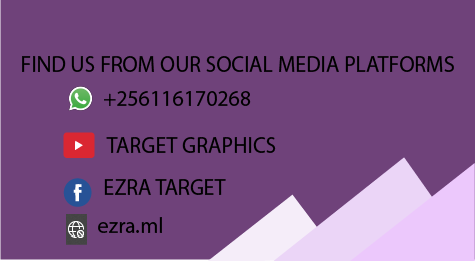 FIND US FROM OUR SOCIAL MEDIA PLATFORMS
+256116170268
TARGET GRAPHICS
EZRA TARGET
ezra.ml